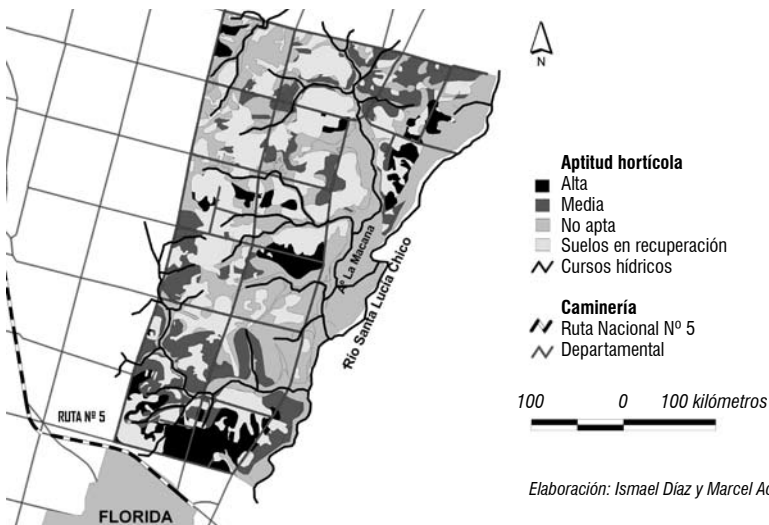 N
Aptitud hortícola
Alta
Media
No apta
Suelos en recuperación
Cursos hídricos
Caminería
Ruta Nacional Nº 5
Departamental
100 0 100 kilómetros
Elaboración: Ismael Díaz y Marcel
Aº La Macana
Río Santa Lucía Chico
RUTA Nº 5
FLORIDA